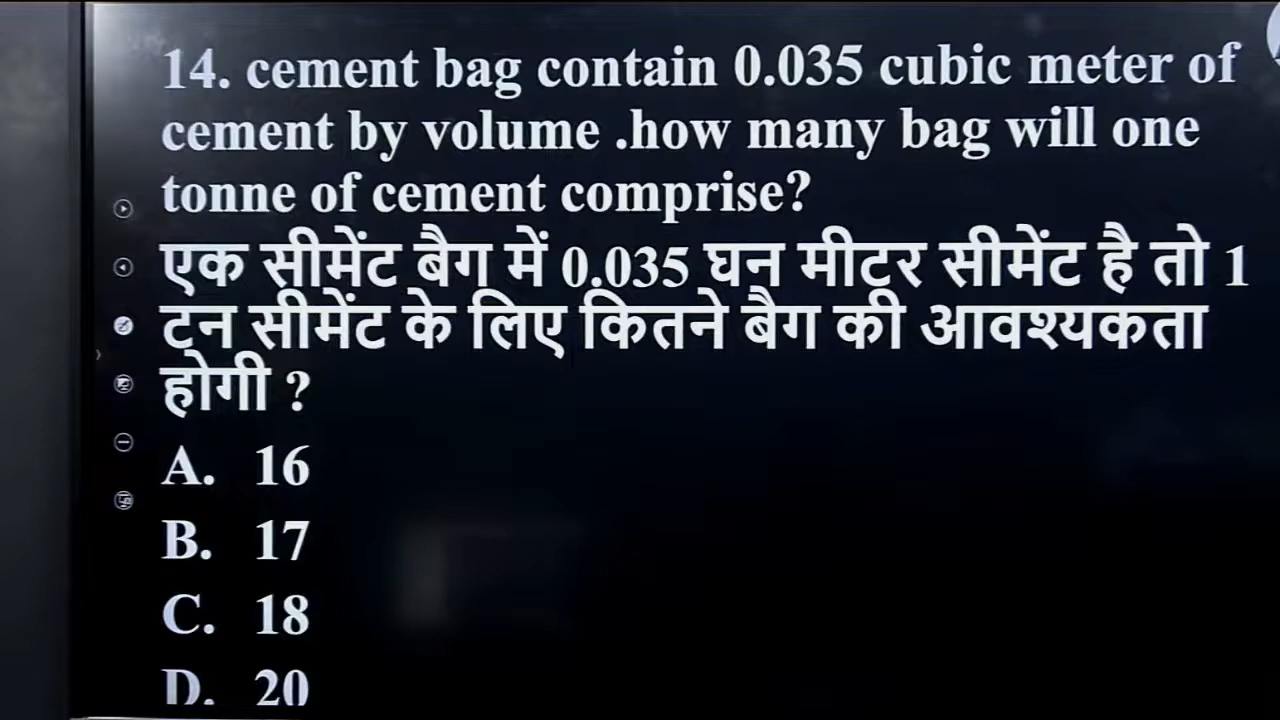 14. cement bag contain 0.035 cubic meter of
cement by volume .how many bag will one
tonne of cement comprise?
एक सीमेंट बैग में 0.035 घन मीटर सीमेंट है तो 1
टन सीमेंट के लिए कितने बैग की आवश्यकता
होगी ?
A. 16
B. 17
C. 18
D. 20